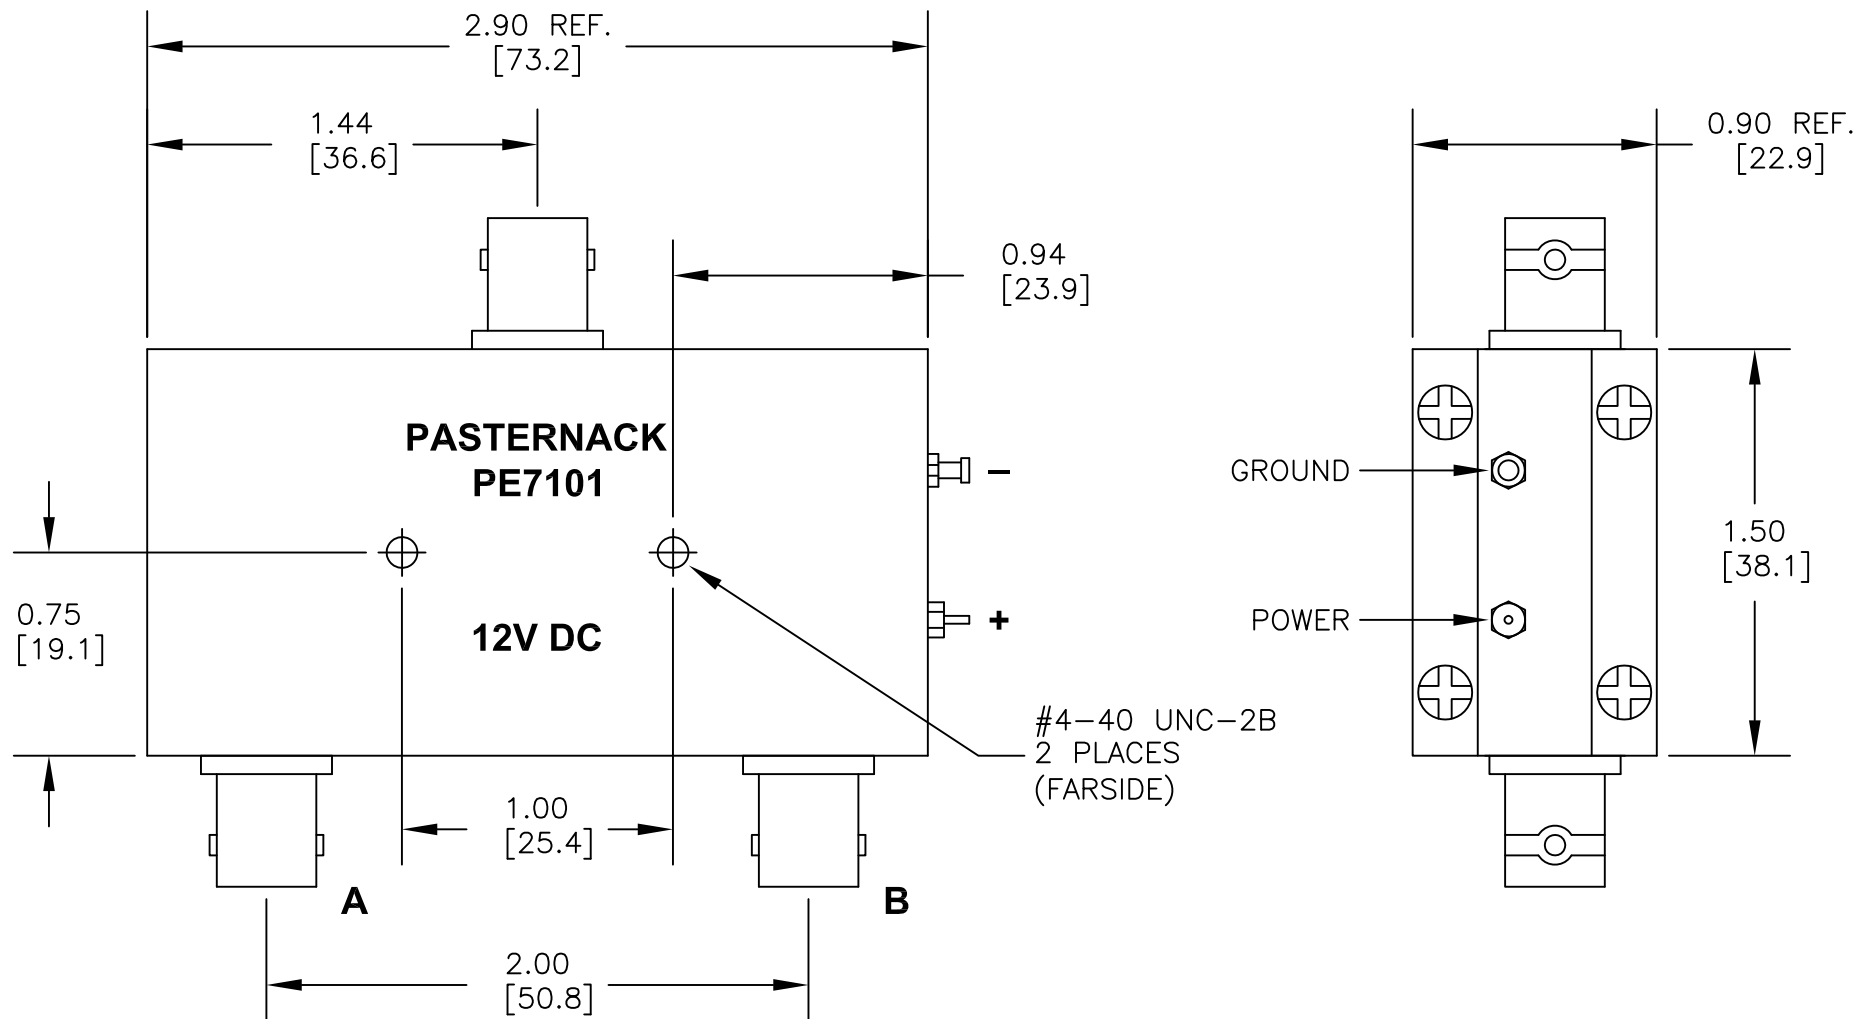 2.90 REF.
[73.2]
1.44
[36.6]
0.90 REF.
[22.9]
0.94
[23.9]
PASTERNACK
PE7101
−
GROUND
1.50
[38.1]
0.75
[19.1]
12V DC
+
POWER
#4-40 UNC-2B
2 PLACES
(FARSIDE)
1.00
[25.4]
A
B
2.00
[50.8]